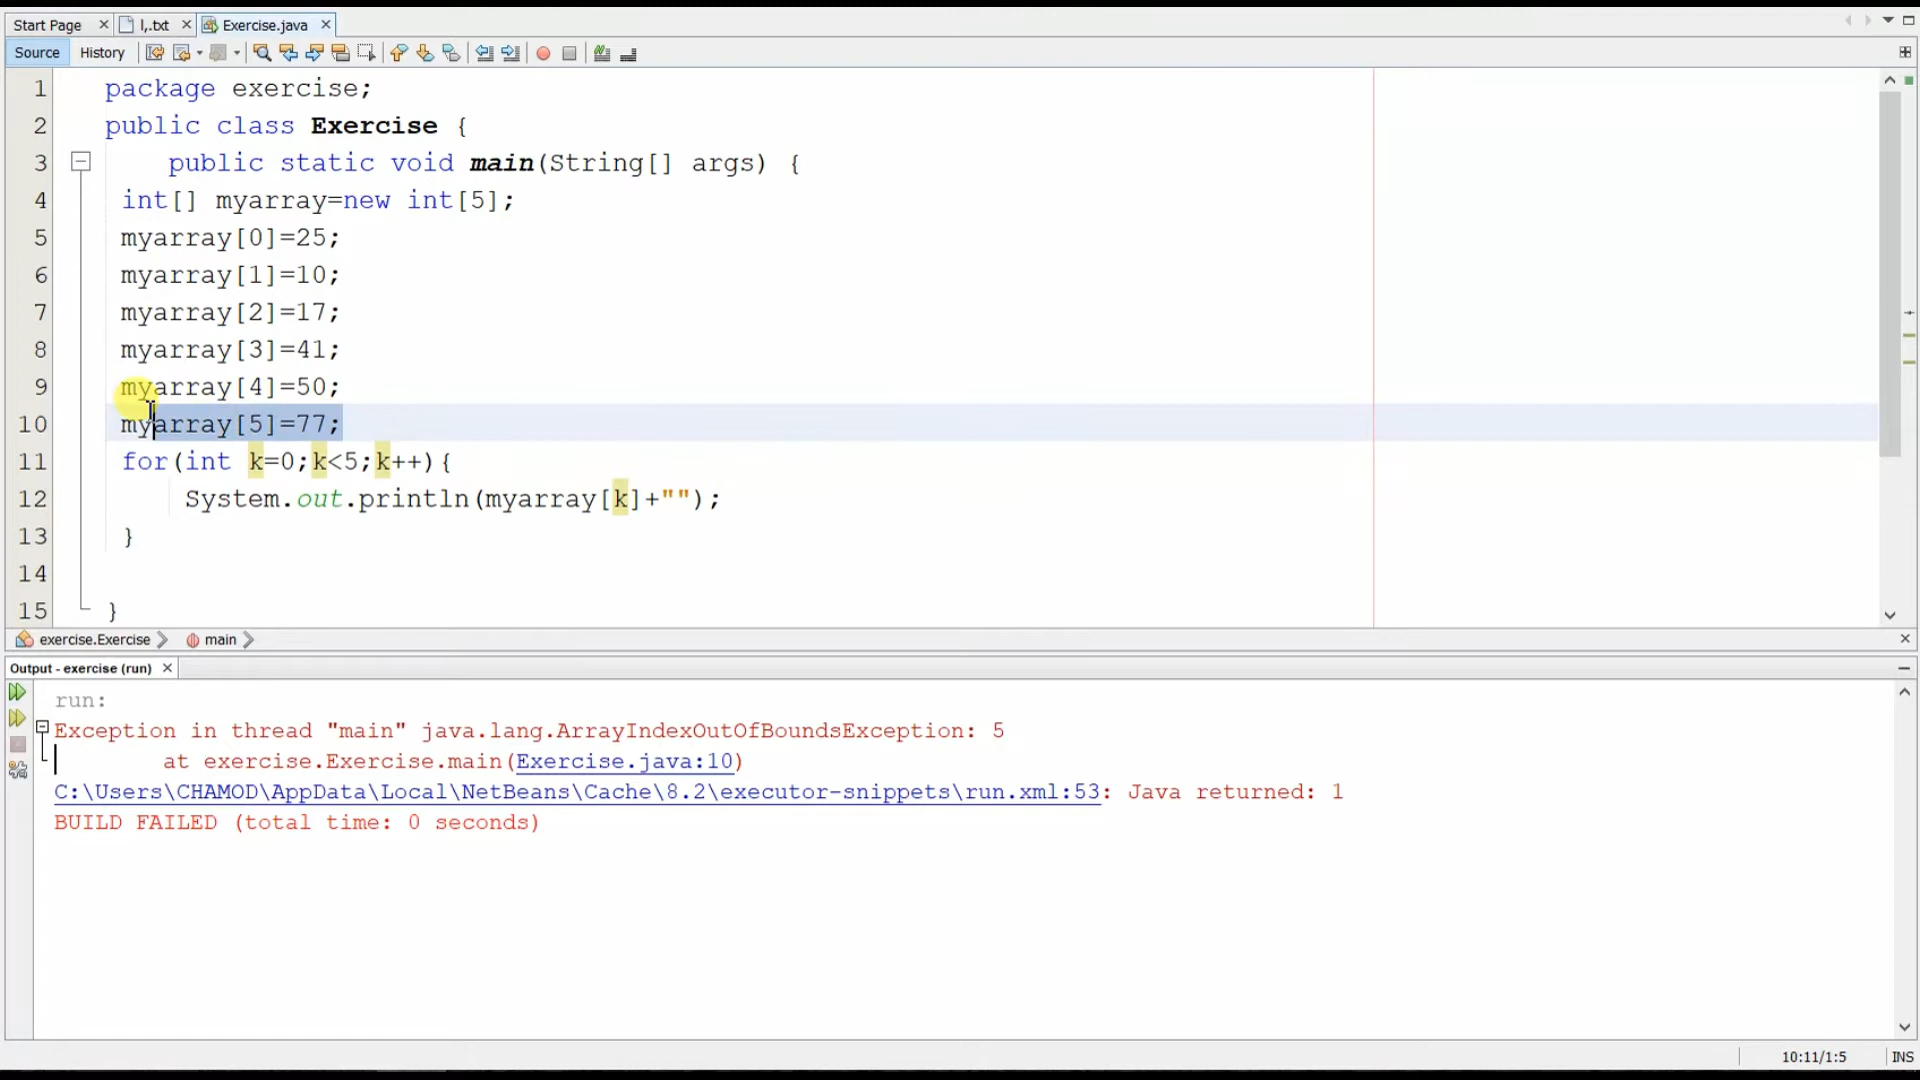 Start Page
l,.txt
Exercise.java
Source History
1 package exercise;
2 public class Exercise {
3 public static void main(String[] args) {
4 int[] myarray=new int[5];
5 myarray[0]=25;
6 myarray[1]=10;
7 myarray[2]=17;
8 myarray[3]=41;
9 myarray[4]=50;
10 myarray[5]=77;
11 for(int k=0;k<5;k++){
12 System.out.println(myarray[k]+"");
13 }
14
15 }
exercise.Exercise main
Output - exercise (run)
run:
Exception in thread "main" java.lang.ArrayIndexOutOfBoundsException: 5
at exercise.Exercise.main(Exercise.java:10)
C:\Users\CHAMOD\AppData\Local\NetBeans\Cache\8.2\executor-snippets\run.xml:53: Java returned: 1
BUILD FAILED (total time: 0 seconds)
10:11/1:5 INS